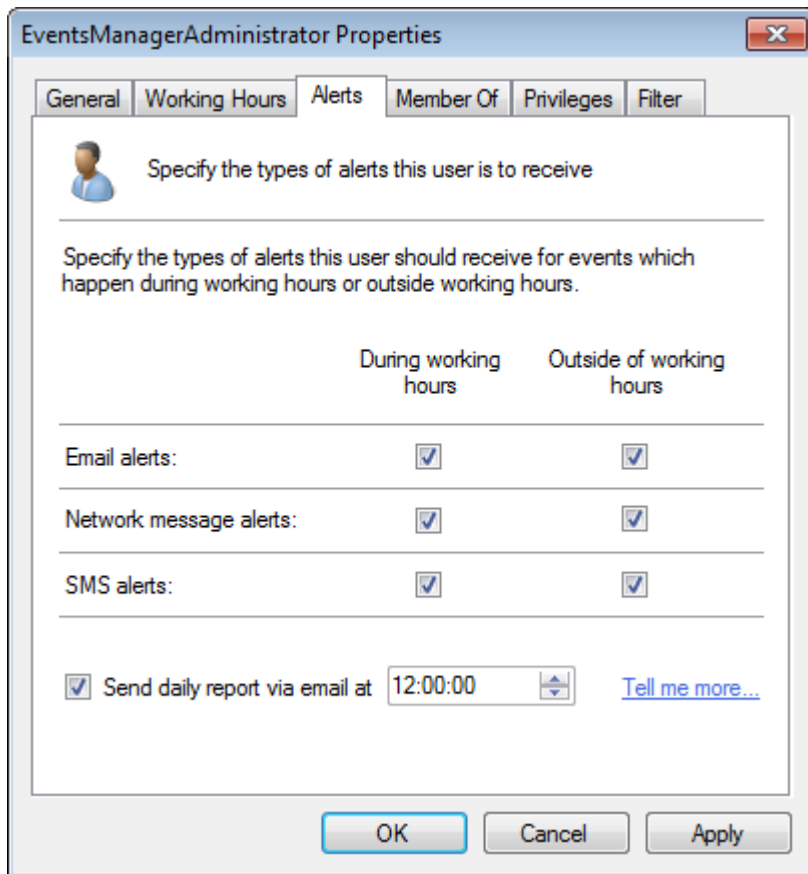 EventsManagerAdministrator Properties
General Working Hours Alerts Member Of Privileges Filter
Specify the types of alerts this user is to receive
Specify the types of alerts this user should receive for events which
happen during working hours or outside working hours.
During working Outside of working
hours hours
Email alerts:
Network message alerts:
SMS alerts:
Send daily report via email at 12:00:00 Tell me more...
OK Cancel Apply